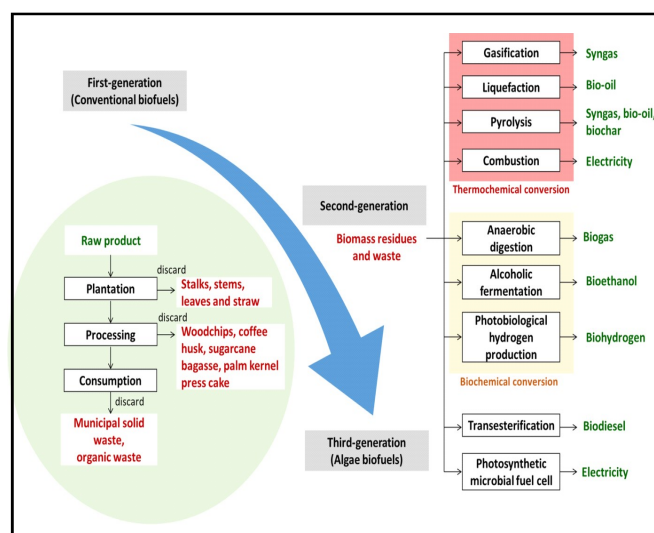 First-generation
(Conventional biofuels)
Raw product
discard
Plantation
Stalks, stems,
leaves and straw
discard
Processing
Woodchips, coffee
husk, sugarcane
bagasse, palm kernel
press cake
Consumption
discard
Municipal solid
waste,
organic waste
Second-generation
Biomass residues
and waste
Third-generation
(Algae biofuels)
Gasification
Syngas
Liquefaction
Bio-oil
Pyrolysis
Syngas, bio-oil,
biochar
Combustion
Electricity
Thermochemical conversion
Anaerobic
digestion
Biogas
Alcoholic
fermentation
Bioethanol
Photobiological
hydrogen
production
Biohydrogen
Biochemical conversion
Transesterification
Biodiesel
Photosynthetic
microbial fuel cell
Electricity